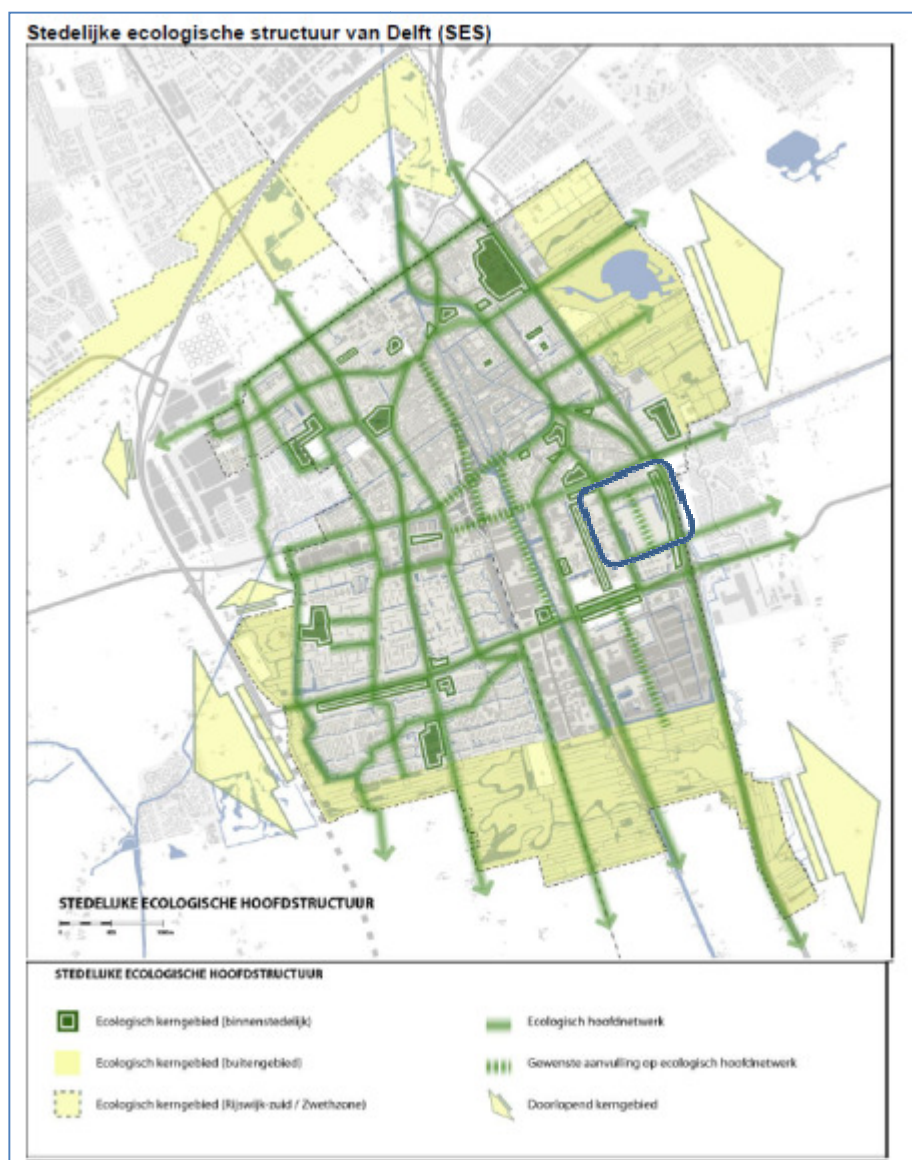 Stedelijke ecologische structuur van Delft (SES)
STEDELIJKE ECOLOGISCHE HOOFDSTRUCTUUR
STEDELIJKE ECOLOGISCHE HOOFDSTRUCTUUR
Ecologisch kerngebied (binnenstedelijk)
Ecologisch kerngebied (buitengebied)
Ecologisch kerngebied (Rijswijk-zuid / Zwethzone)
Ecologisch hoofdnetwerk
Gewenste aanvulling op ecologisch hoofdnetwerk
Doorlopend kerngebied